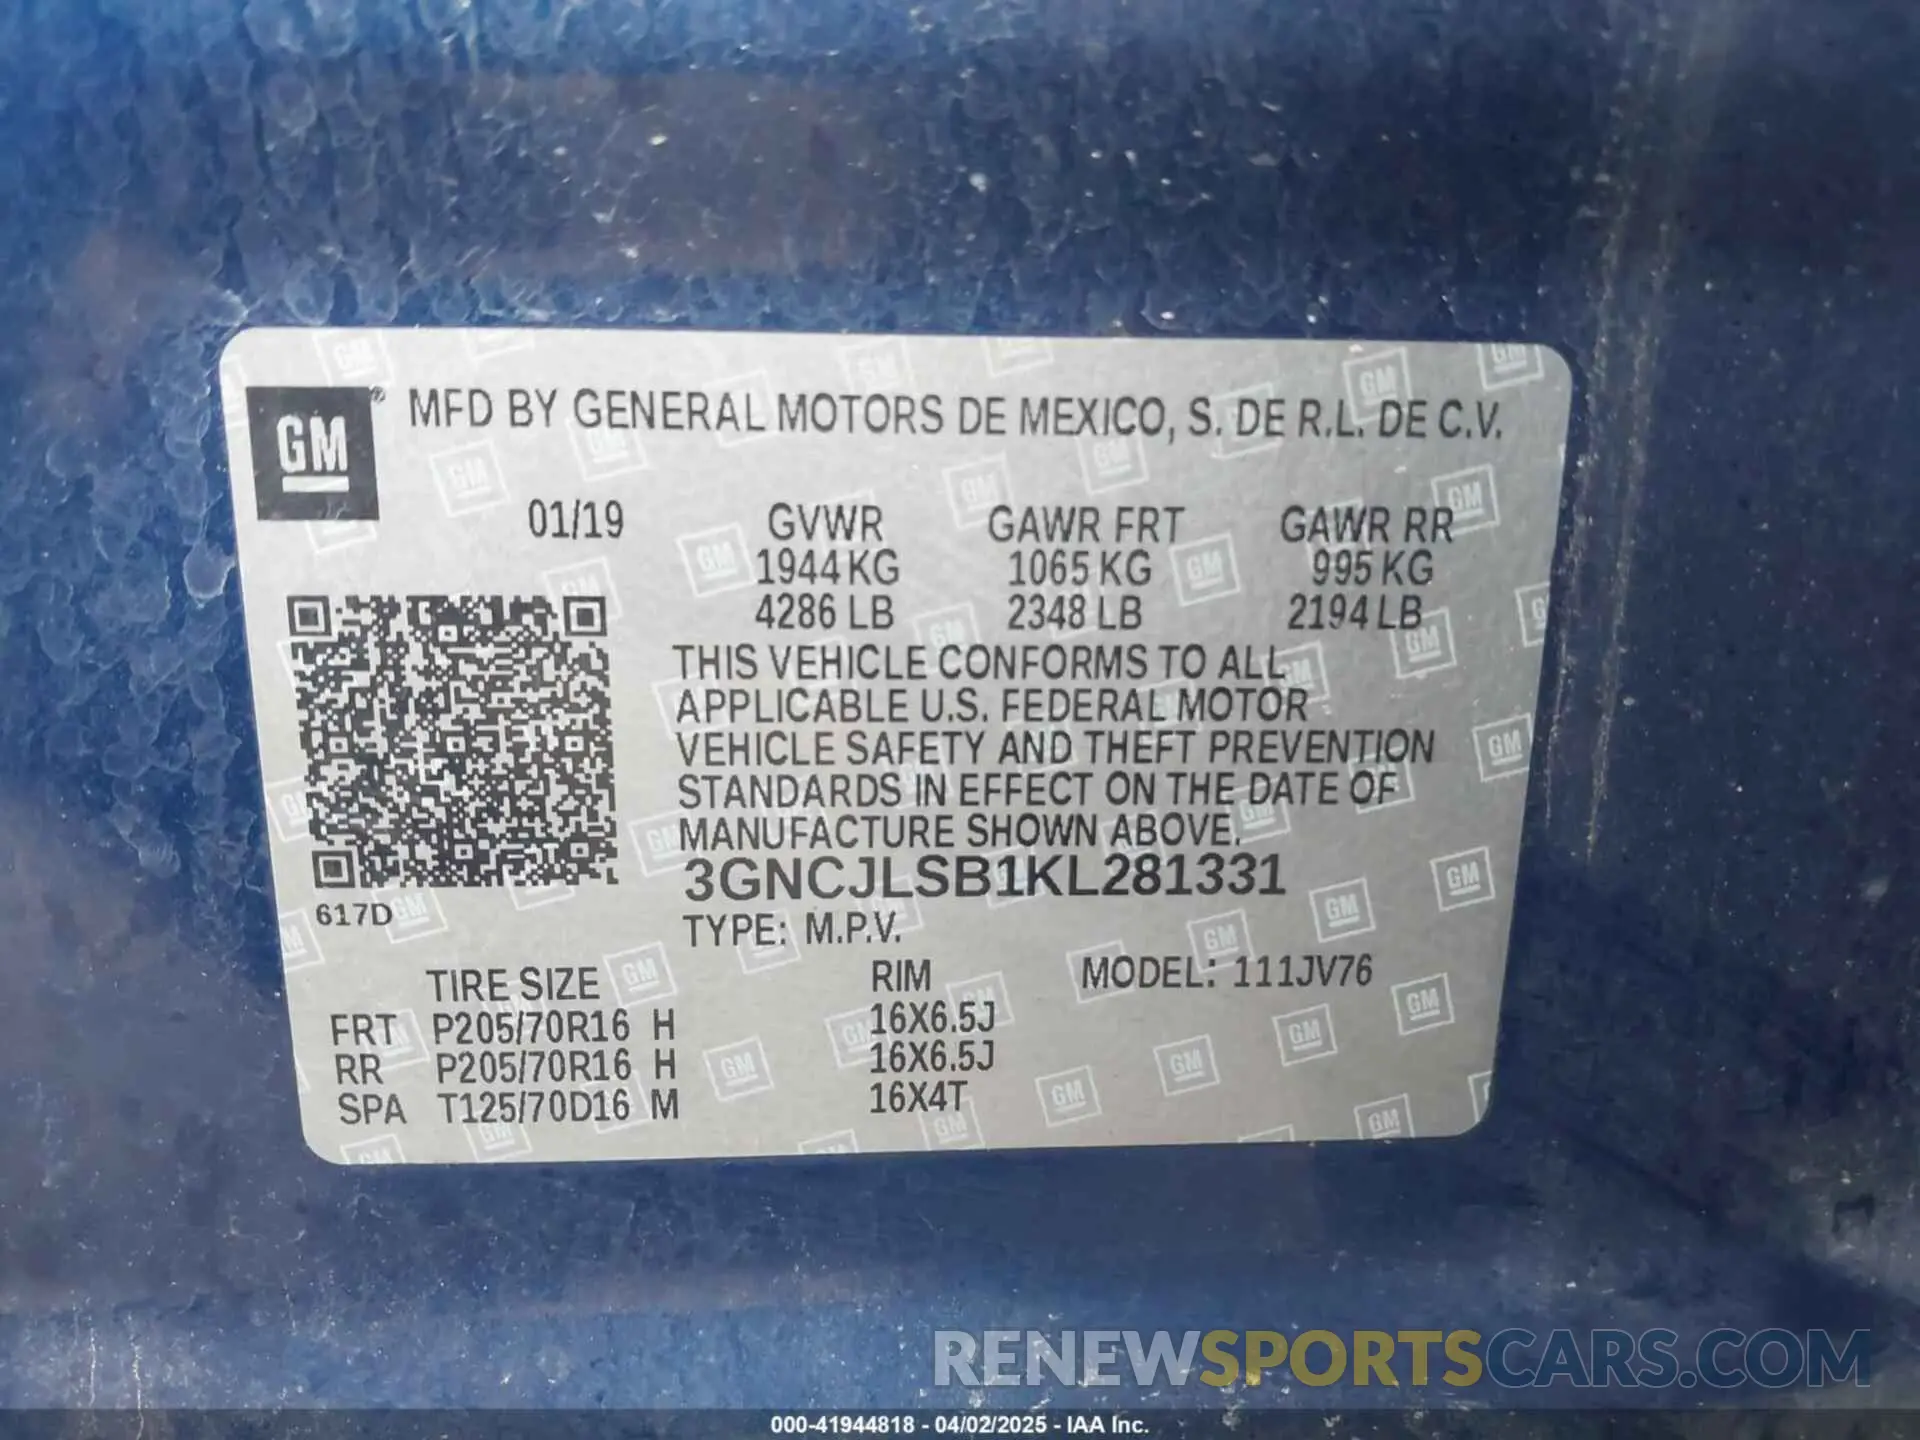 GM ® MFD BY GENERAL MOTORS DE MEXICO, S. DE R.L. DE C.V.
01/19 GVWR GAWR FRT GAWR RR
1944 KG 1065 KG 995 KG
4286 LB 2348 LB 2194 LB
THIS VEHICLE CONFORMS TO ALL
APPLICABLE U.S. FEDERAL MOTOR
VEHICLE SAFETY AND THEFT PREVENTION
STANDARDS IN EFFECT ON THE DATE OF
MANUFACTURE SHOWN ABOVE.
3GNCJLSB1KL281331
617D
TYPE: M.P.V.
TIRE SIZE RIM MODEL: 111JV76
FRT P205/70R16 H 16X6.5J
RR P205/70R16 H 16X6.5J
SPA T125/70D16 M 16X4T
RENEWSPORTSCARS.COM
000-41944818 - 04/02/2025 - IAA Inc.